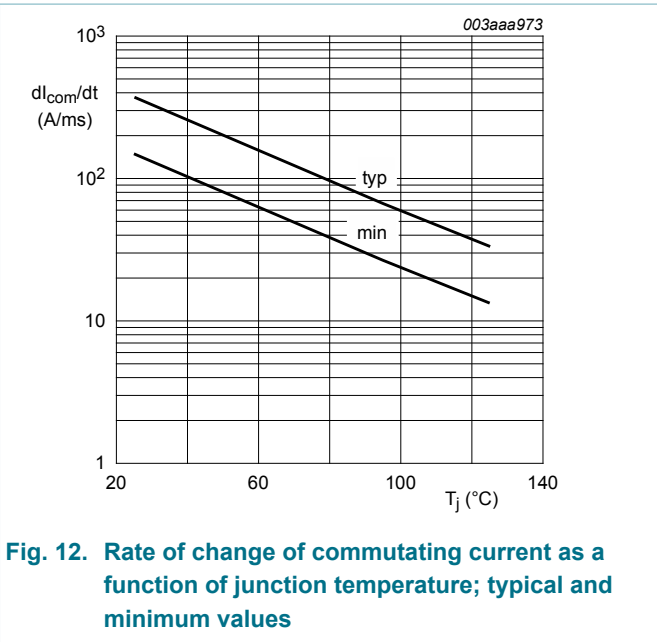 003aaa973
10³
dI_com/dt
(A/ms)
typ
10²
min
10
1
20 60 100 140
T_j (°C)
Fig. 12. Rate of change of commutating current as a
function of junction temperature; typical and
minimum values